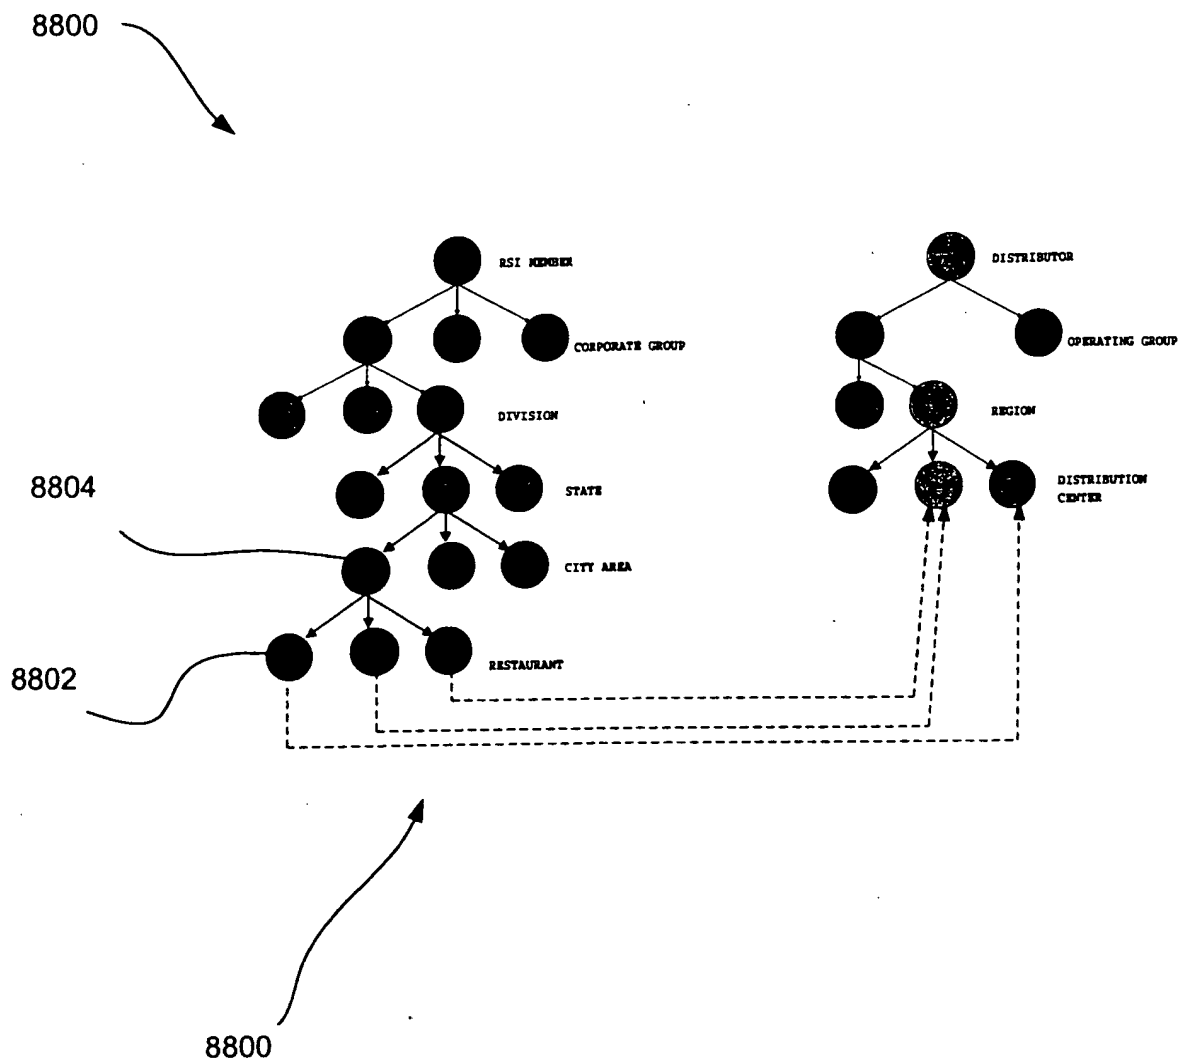 8800
RSI MEMBER
DISTRIBUTOR
CORPORATE GROUP
OPERATING GROUP
DIVISION
REGION
8804
STATE
DISTRIBUTION
CENTER
CITY AREA
8802
RESTAURANT
8800